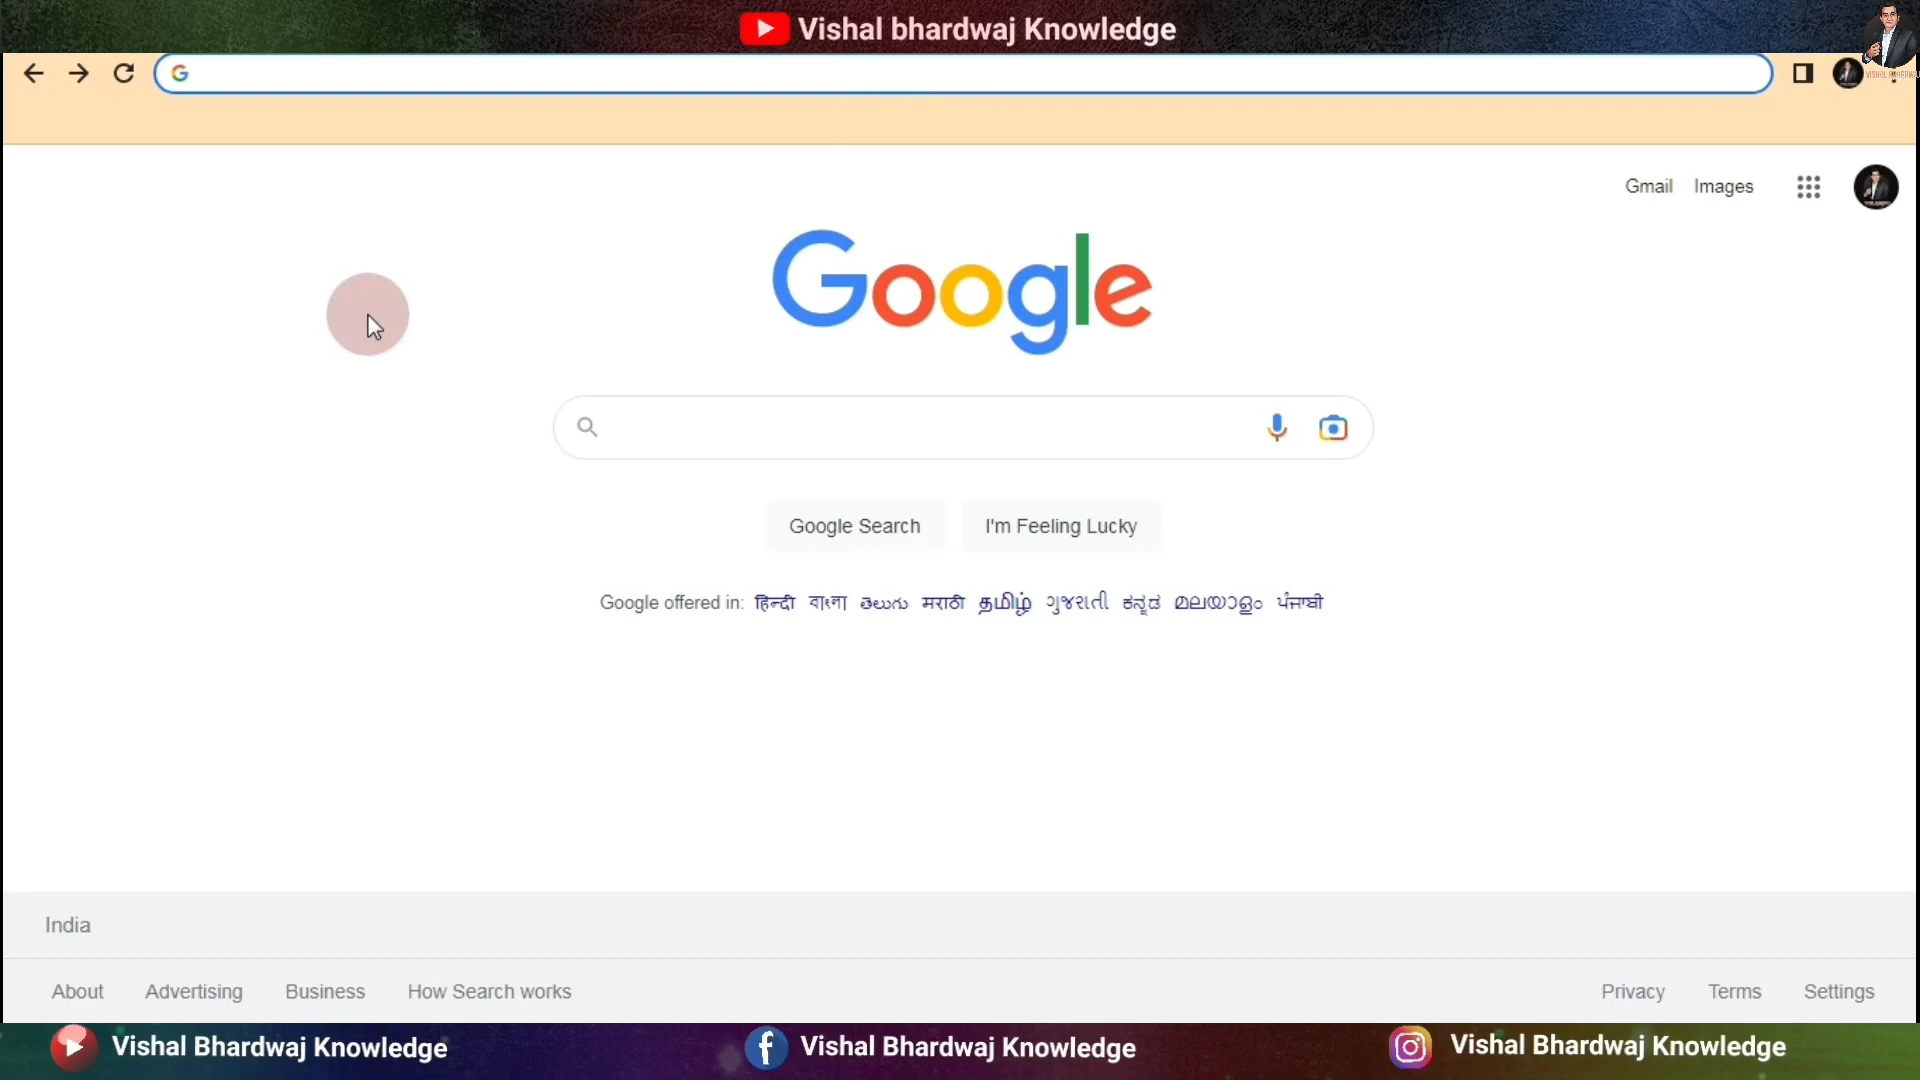 Vishal bhardwaj Knowledge
Gmail Images
Google
Google Search I'm Feeling Lucky
Google offered in: हिन्दी বাংলা తెలుగు मराठी தமிழ் ગુજરાતી ಕನ್ನಡ മലയാളം ਪੰਜਾਬੀ
India
About Advertising Business How Search works Privacy Terms Settings
Vishal Bhardwaj Knowledge Vishal Bhardwaj Knowledge Vishal Bhardwaj Knowledge